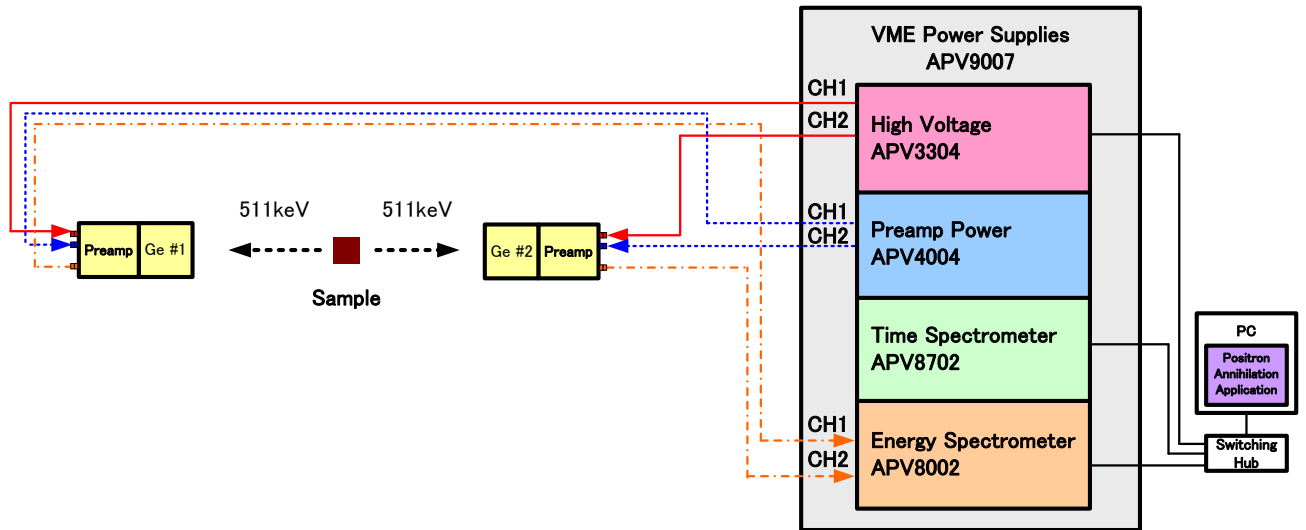 VME Power Supplies
APV9007
CH1
CH2
High Voltage
APV3304
CH1
CH2
Preamp Power
APV4004
Time Spectrometer
APV8702
CH1
CH2
Energy Spectrometer
APV8002
511keV
511keV
Preamp
Ge #1
Ge #2
Preamp
Sample
PC
Positron
Annihilation
Application
Switching
Hub